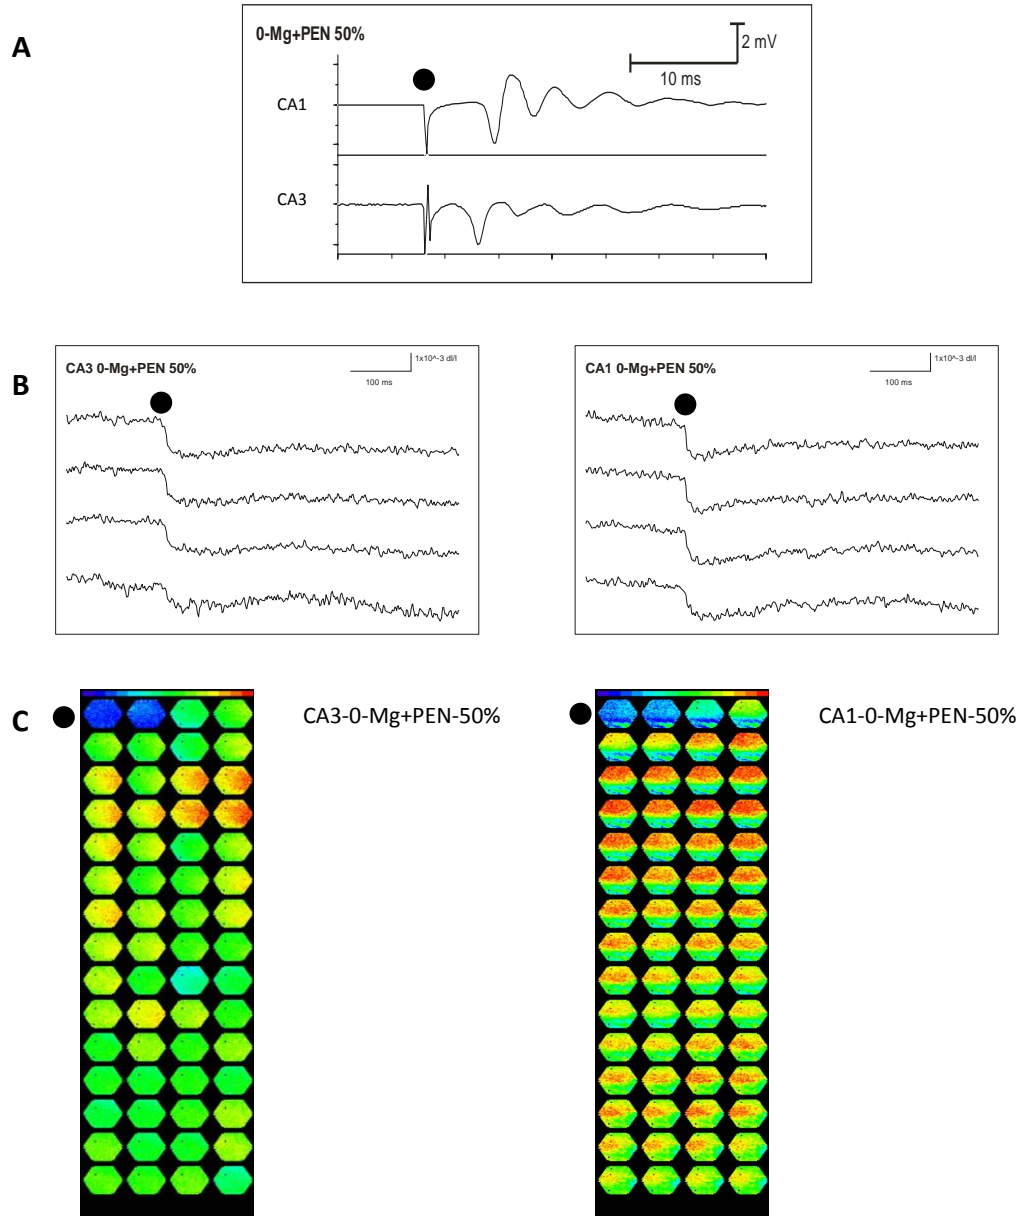 A
0-Mg+PEN 50%
2 mV
10 ms
CA1
CA3
B
CA3 0-Mg+PEN 50%
1x10^-3 dI/I
100 ms
CA1 0-Mg+PEN 50%
1x10^-3 dI/I
100 ms
C
CA3-0-Mg+PEN-50%
CA1-0-Mg+PEN-50%